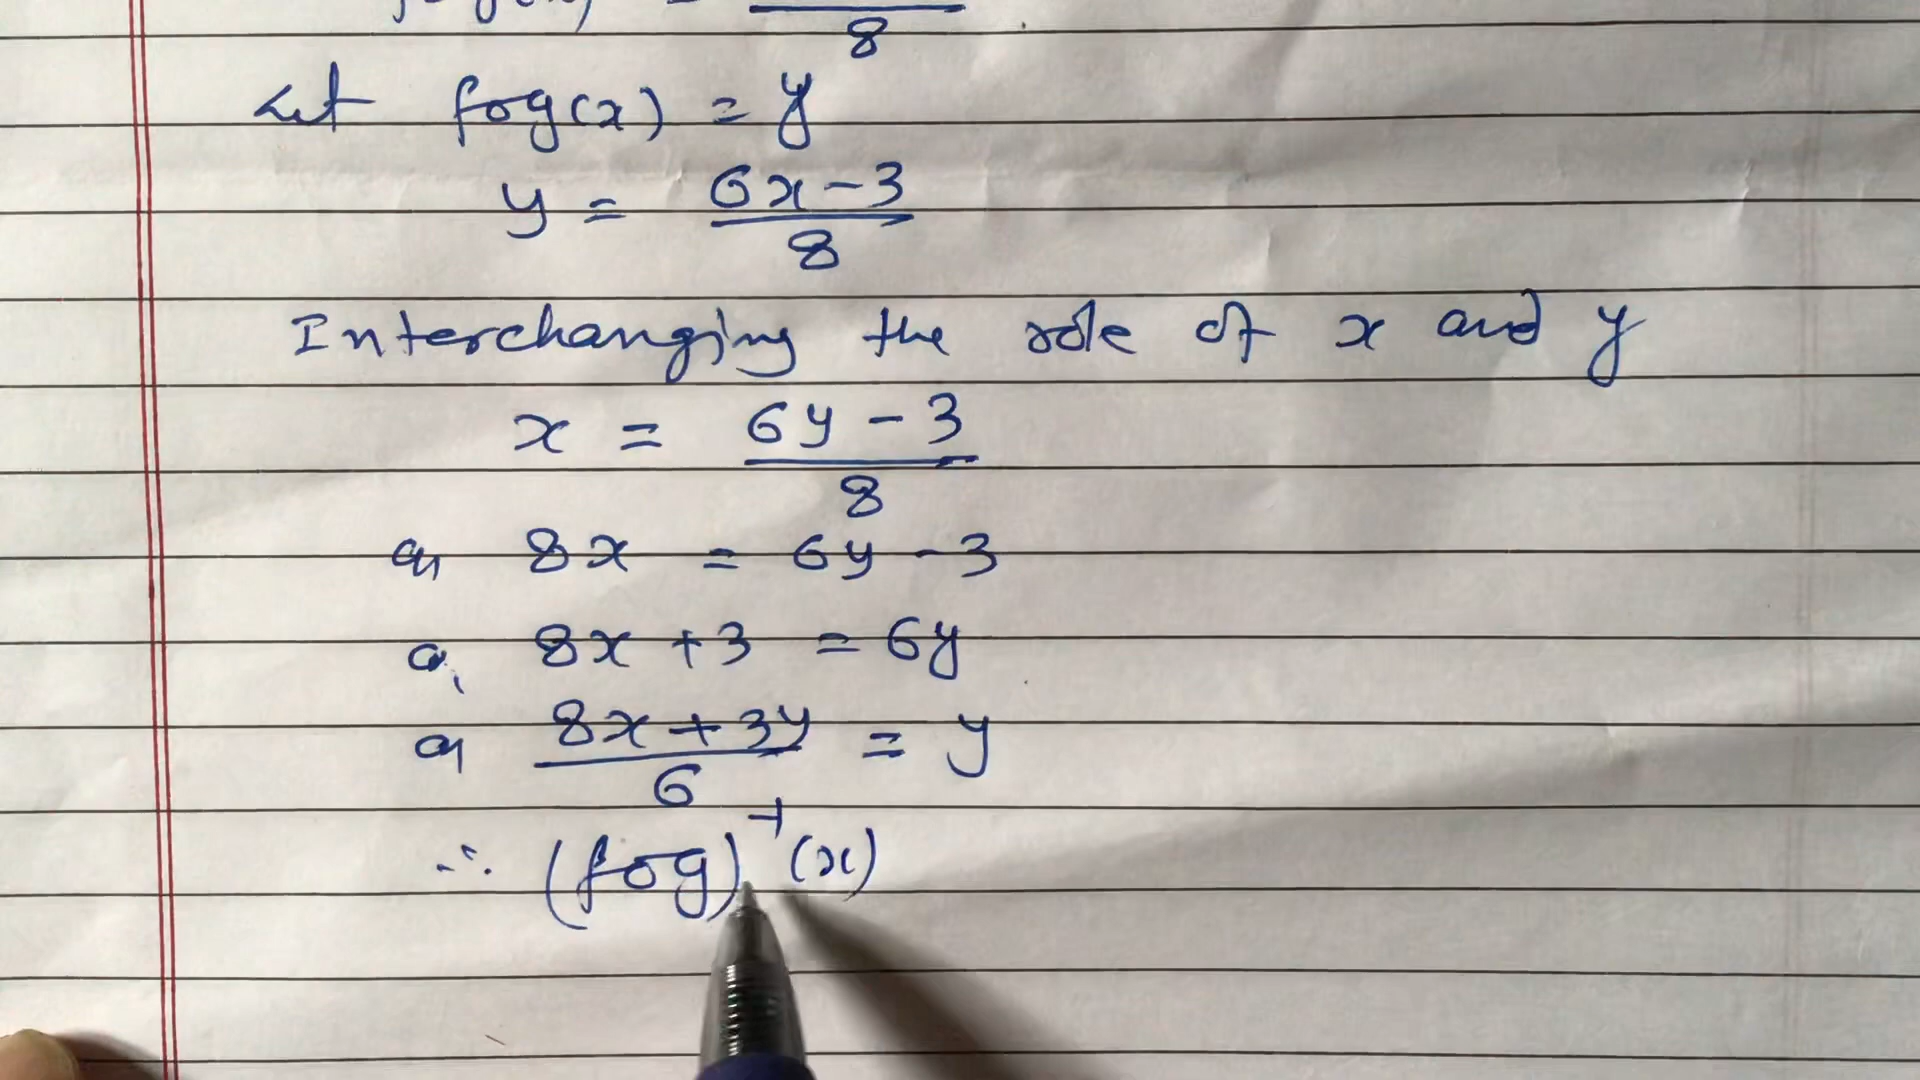 8
Let fog(x) = y
y = 6x-3 / 8
Interchanging the role of x and y
x = 6y - 3 / 8
or 8x = 6y - 3
or, 8x + 3 = 6y
or 8x + 3y / 6 = y
∴ (fog)⁻¹(x)